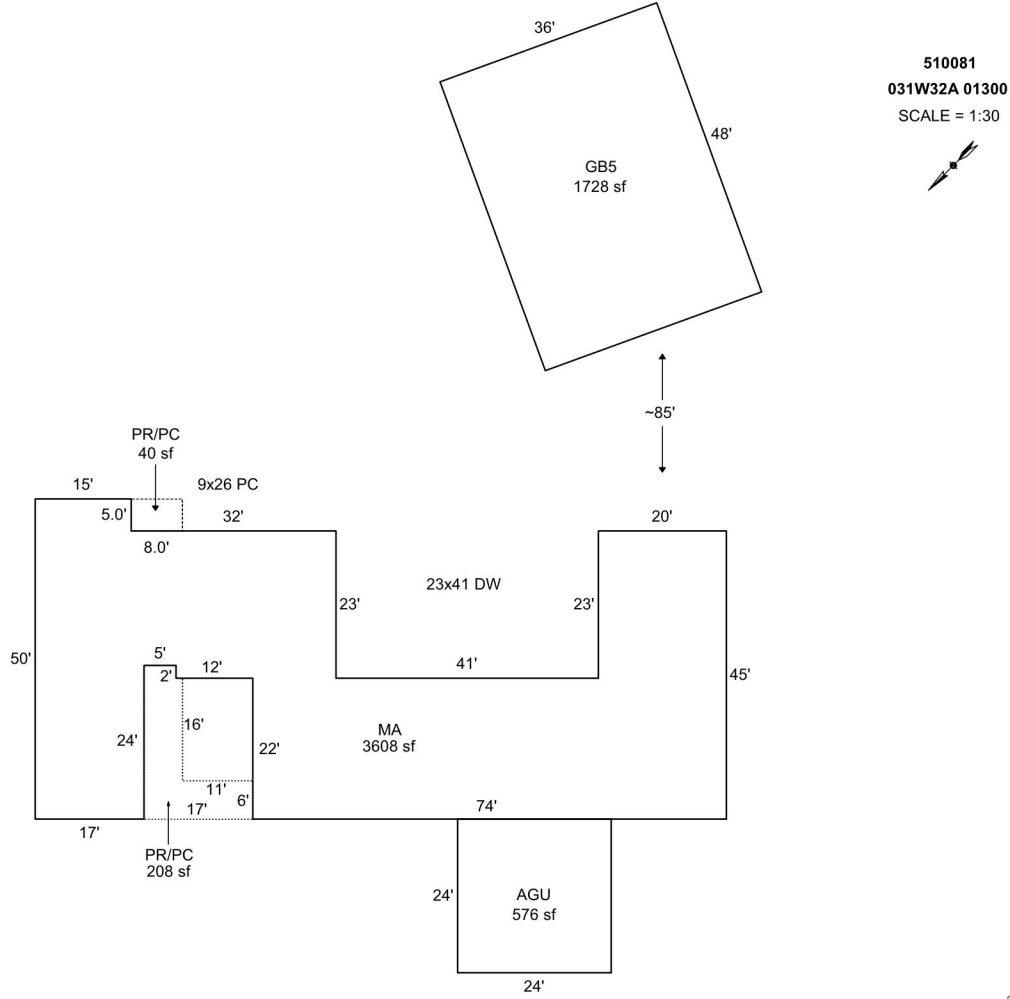 36'
510081
031W32A 01300
SCALE = 1:30
48'
GB5
1728 sf
~85'
PR/PC
40 sf
15'
9x26 PC
5.0'
32'
20'
8.0'
23x41 DW
23'
23'
50'
5'
2'
12'
41'
45'
16'
24'
22'
MA
3608 sf
11'
6'
17'
74'
17'
PR/PC
208 sf
24'
AGU
576 sf
24'